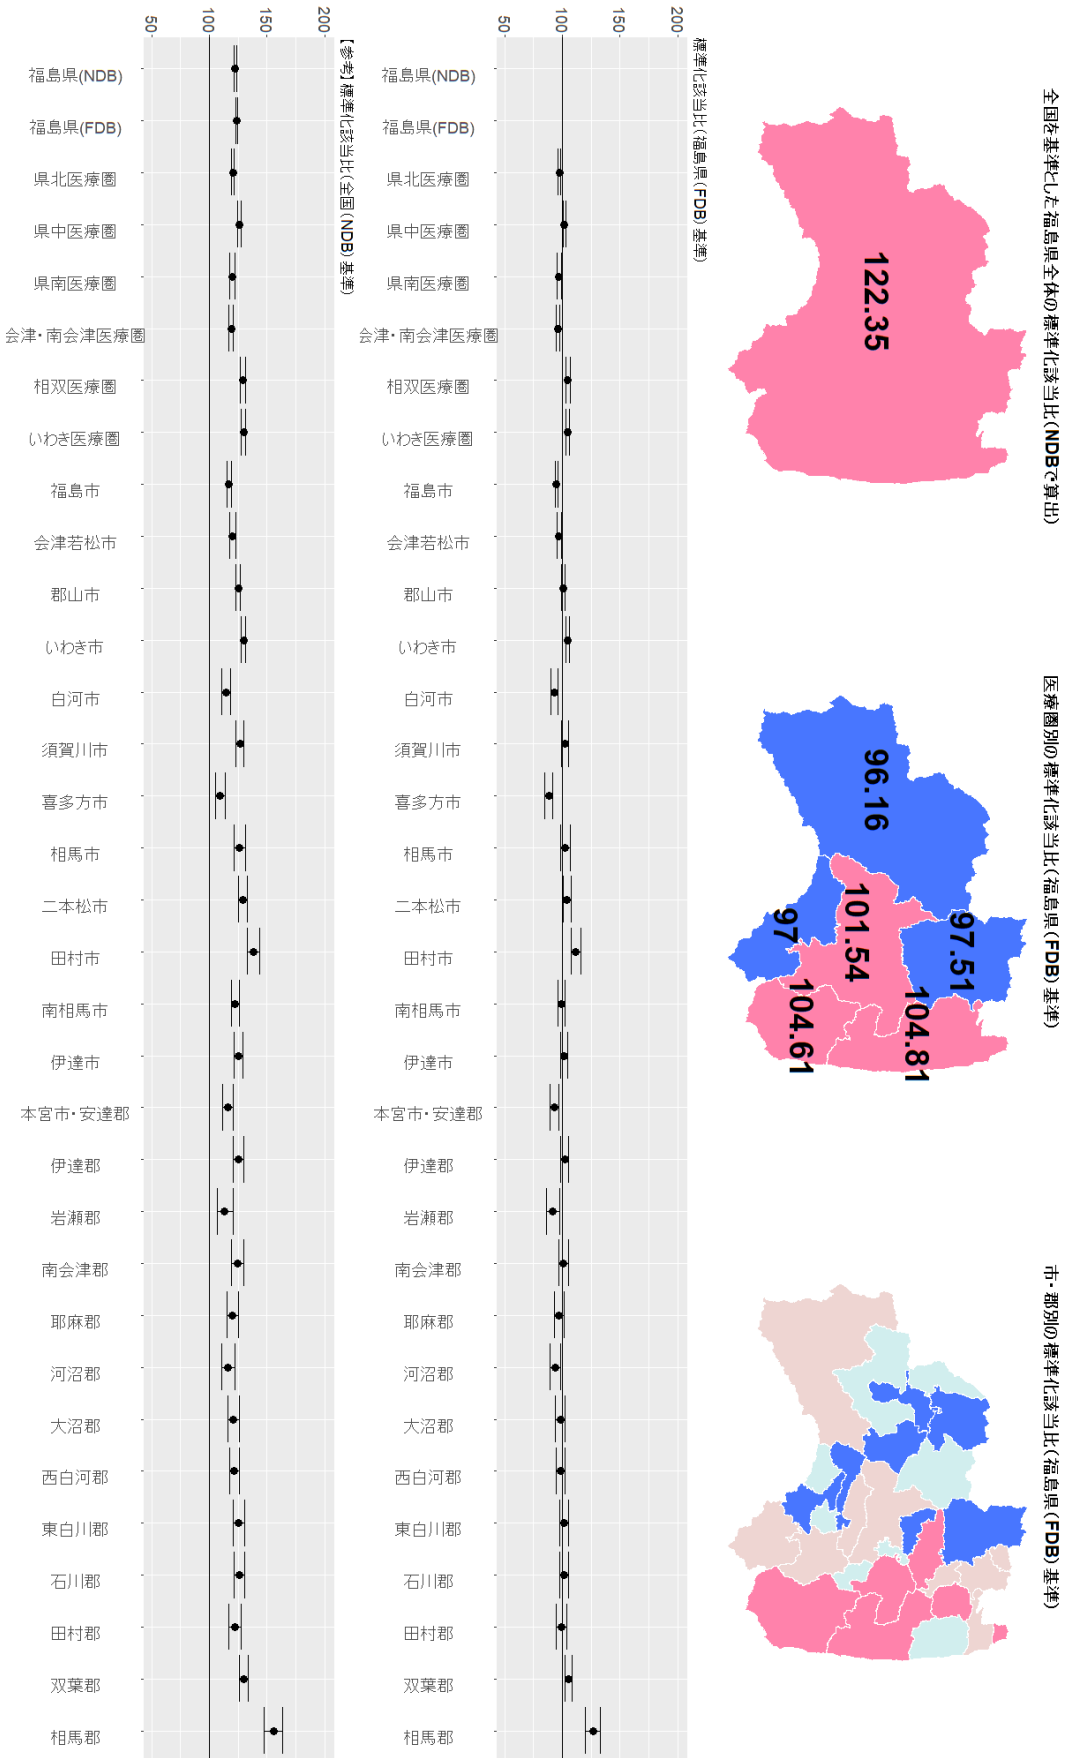 全国を基準とした福島県全体の標準化該当比(NDBで算出)
122.35
医療圏別の標準化該当比(福島県(FDB)基準)
96.16
97.51
101.54
97
104.81
104.61
市・郡別の標準化該当比(福島県(FDB)基準)
標準化該当比(福島県(FDB)基準)
200
150
100
50
福島県(NDB)
福島県(FDB)
県北医療圏
県中医療圏
県南医療圏
会津・南会津医療圏
相双医療圏
いわき医療圏
福島市
会津若松市
郡山市
いわき市
白河市
須賀川市
喜多方市
相馬市
二本松市
田村市
南相馬市
伊達市
本宮市・安達郡
伊達郡
岩瀬郡
南会津郡
耶麻郡
河沼郡
大沼郡
西白河郡
東白川郡
石川郡
田村郡
双葉郡
相馬郡
【参考】標準化該当比(全国(NDB)基準)
200
150
100
50
福島県(NDB)
福島県(FDB)
県北医療圏
県中医療圏
県南医療圏
会津・南会津医療圏
相双医療圏
いわき医療圏
福島市
会津若松市
郡山市
いわき市
白河市
須賀川市
喜多方市
相馬市
二本松市
田村市
南相馬市
伊達市
本宮市・安達郡
伊達郡
岩瀬郡
南会津郡
耶麻郡
河沼郡
大沼郡
西白河郡
東白川郡
石川郡
田村郡
双葉郡
相馬郡